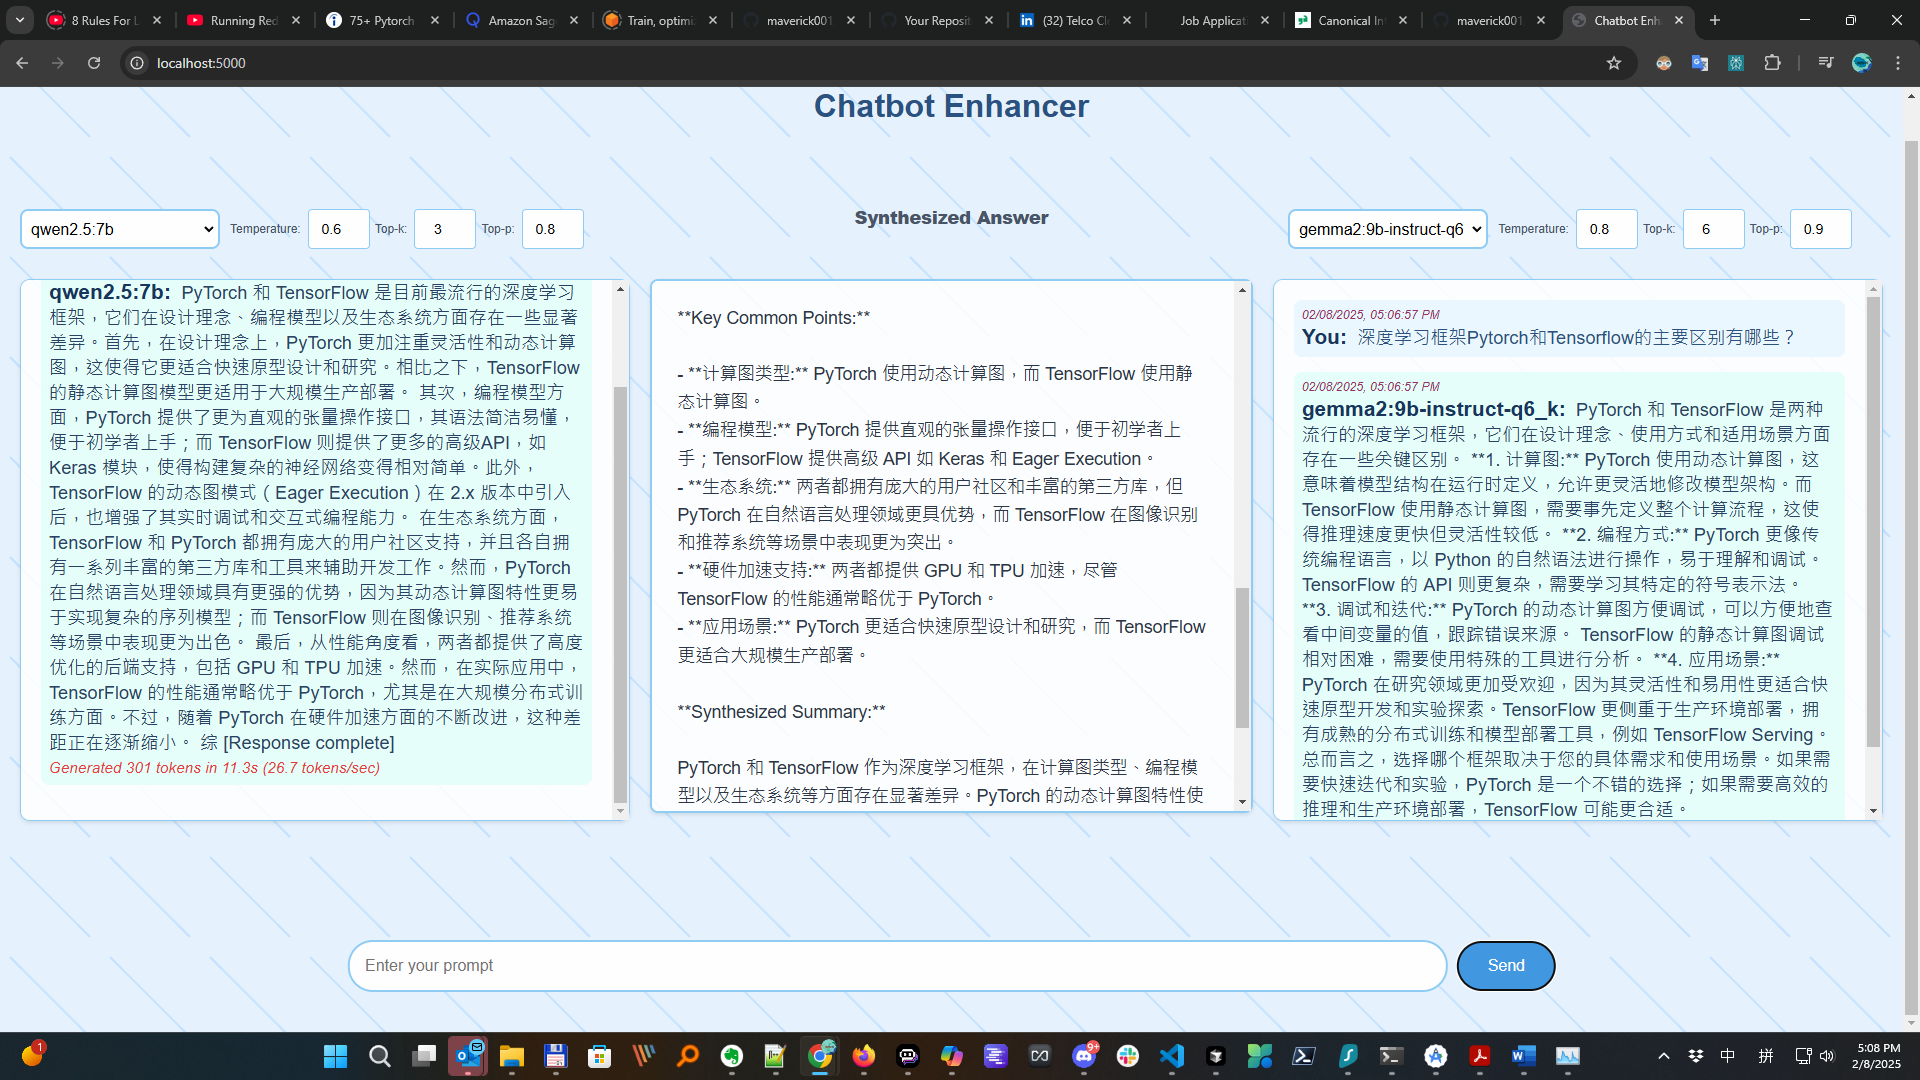 8 Rules For L
Running Red
75+ Pytorch
Amazon Sag
Train, optimi
maverick001
Your Reposit
(32) Telco Cl
Job Applicati
Canonical In
maverick001
Chatbot Enh
localhost:5000
Chatbot Enhancer
qwen2.5:7b
Temperature:
0.6
Top-k:
3
Top-p:
0.8
Synthesized Answer
gemma2:9b-instruct-q6
Temperature:
0.8
Top-k:
6
Top-p:
0.9
qwen2.5:7b: PyTorch 和 TensorFlow 是目前最流行的深度学习
框架，它们在设计理念、编程模型以及生态系统方面存在一些显著
差异。首先，在设计理念上，PyTorch 更加注重灵活性和动态计算
图，这使得它更适合快速原型设计和研究。相比之下，TensorFlow
的静态计算图模型更适用于大规模生产部署。 其次，编程模型方
面，PyTorch 提供了更为直观的张量操作接口，其语法简洁易懂，
便于初学者上手；而 TensorFlow 则提供了更多的高级API，如
Keras 模块，使得构建复杂的神经网络变得相对简单。此外，
TensorFlow 的动态图模式（Eager Execution）在 2.x 版本中引入
后，也增强了其实时调试和交互式编程能力。 在生态系统方面，
TensorFlow 和 PyTorch 都拥有庞大的用户社区支持，并且各自拥
有一系列丰富的第三方库和工具来辅助开发工作。然而，PyTorch
在自然语言处理领域具有更强的优势，因为其动态计算图特性更易
于实现复杂的序列模型；而 TensorFlow 则在图像识别、推荐系统
等场景中表现更为出色。 最后，从性能角度看，两者都提供了高度
优化的后端支持，包括 GPU 和 TPU 加速。然而，在实际应用中，
TensorFlow 的性能通常略优于 PyTorch，尤其是在大规模分布式训
练方面。不过，随着 PyTorch 在硬件加速方面的不断改进，这种差
距正在逐渐缩小。 综 [Response complete]
Generated 301 tokens in 11.3s (26.7 tokens/sec)
**Key Common Points:**
- **计算图类型:** PyTorch 使用动态计算图，而 TensorFlow 使用静
态计算图。
- **编程模型:** PyTorch 提供直观的张量操作接口，便于初学者上
手；TensorFlow 提供高级 API 如 Keras 和 Eager Execution。
- **生态系统:** 两者都拥有庞大的用户社区和丰富的第三方库，但
PyTorch 在自然语言处理领域更具优势，而 TensorFlow 在图像识别
和推荐系统等场景中表现更为突出。
- **硬件加速支持:** 两者都提供 GPU 和 TPU 加速，尽管
TensorFlow 的性能通常略优于 PyTorch。
- **应用场景:** PyTorch 更适合快速原型设计和研究，而 TensorFlow
更适合大规模生产部署。
**Synthesized Summary:**
PyTorch 和 TensorFlow 作为深度学习框架，在计算图类型、编程模
型以及生态系统等方面存在显著差异。PyTorch 的动态计算图特性使
02/08/2025, 05:06:57 PM
You: 深度学习框架Pytorch和Tensorflow的主要区别有哪些？
02/08/2025, 05:06:57 PM
gemma2:9b-instruct-q6_k: PyTorch 和 TensorFlow 是两种
流行的深度学习框架，它们在设计理念、使用方式和适用场景方面
存在一些关键区别。 **1. 计算图:** PyTorch 使用动态计算图，这
意味着模型结构在运行时定义，允许更灵活地修改模型架构。而
TensorFlow 使用静态计算图，需要事先定义整个计算流程，这使
得推理速度更快但灵活性较低。 **2. 编程方式:** PyTorch 更像传
统编程语言，以 Python 的自然语法进行操作，易于理解和调试。
TensorFlow 的 API 则更复杂，需要学习其特定的符号表示法。
**3. 调试和迭代:** PyTorch 的动态计算图方便调试，可以方便地查
看中间变量的值，跟踪错误来源。 TensorFlow 的静态计算图调试
相对困难，需要使用特殊的工具进行分析。 **4. 应用场景:**
PyTorch 在研究领域更加受欢迎，因为其灵活性和易用性更适合快
速原型开发和实验探索。TensorFlow 更侧重于生产环境部署，拥
有成熟的分布式训练和模型部署工具，例如 TensorFlow Serving。
总而言之，选择哪个框架取决于您的具体需求和使用场景。如果需
要快速迭代和实验，PyTorch 是一个不错的选择；如果需要高效的
推理和生产环境部署，TensorFlow 可能更合适。
Enter your prompt
Send
1
9+
中
拼
5:08 PM
2/8/2025